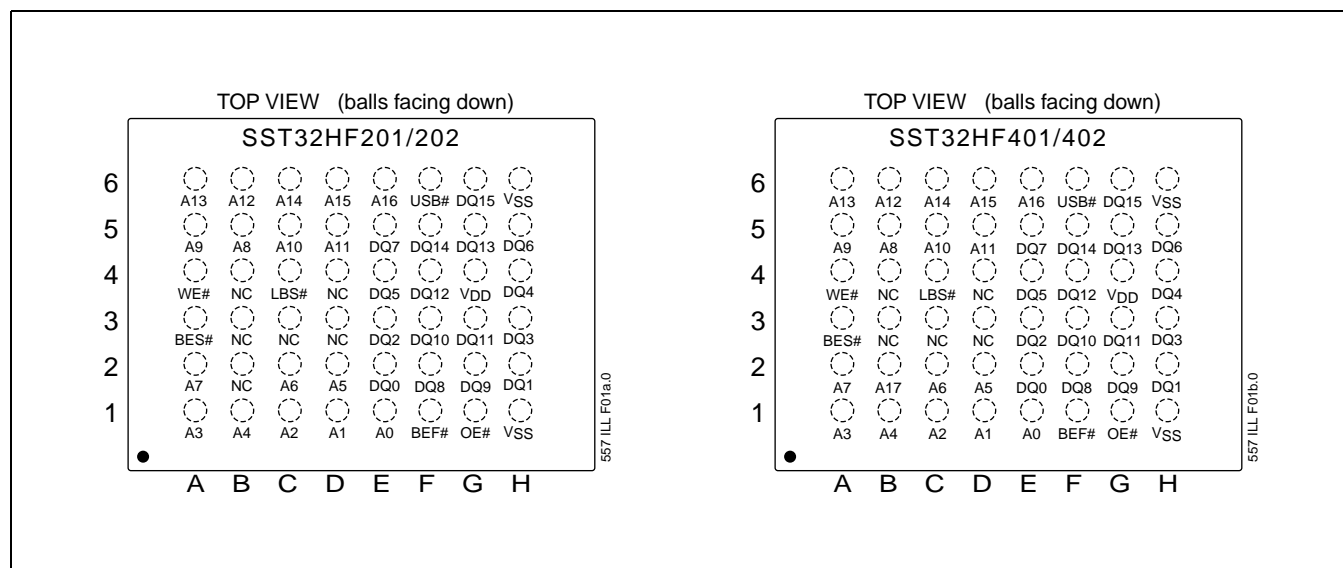 TOP VIEW (balls facing down)
SST32HF201/202
6
A13 A12 A14 A15 A16 USB# DQ15 VSS
5
A9 A8 A10 A11 DQ7 DQ14 DQ13 DQ6
4
WE# NC LBS# NC DQ5 DQ12 VDD DQ4
3
BES# NC NC NC DQ2 DQ10 DQ11 DQ3
2
A7 NC A6 A5 DQ0 DQ8 DQ9 DQ1
1
A3 A4 A2 A1 A0 BEF# OE# VSS
A B C D E F G H
557 ILL F01a.0
TOP VIEW (balls facing down)
SST32HF401/402
6
A13 A12 A14 A15 A16 USB# DQ15 VSS
5
A9 A8 A10 A11 DQ7 DQ14 DQ13 DQ6
4
WE# NC LBS# NC DQ5 DQ12 VDD DQ4
3
BES# NC NC NC DQ2 DQ10 DQ11 DQ3
2
A7 A17 A6 A5 DQ0 DQ8 DQ9 DQ1
1
A3 A4 A2 A1 A0 BEF# OE# VSS
A B C D E F G H
557 ILL F01b.0